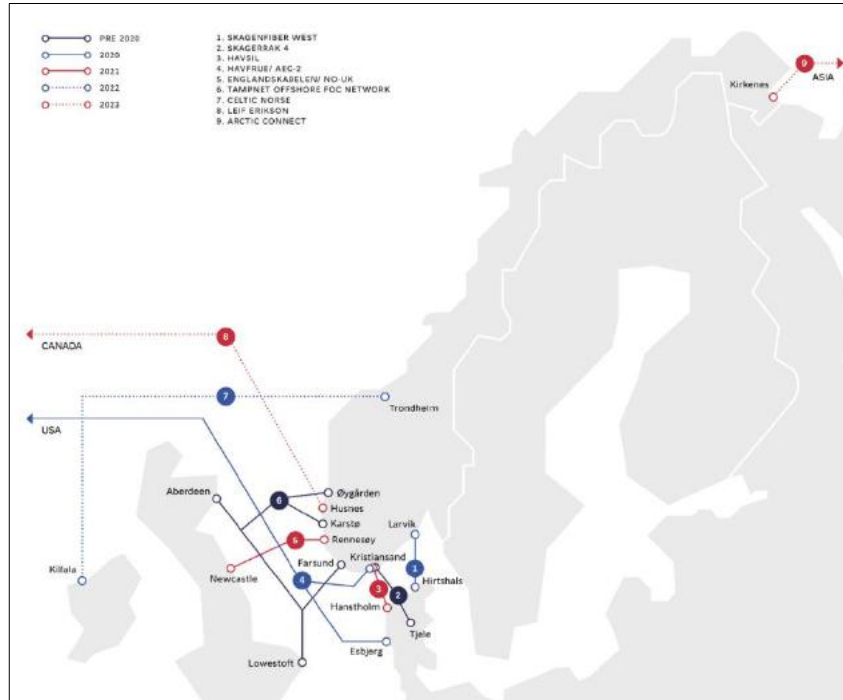 PRE 2020
2020
2021
2022
2023
1. SKAGENFIBER WEST
2. SKAGERRAK 4
3. HAVSIL
4. HAVFRUE/ AEC-2
5. ENGLANDSKABELEN/ NO-UK
6. TAMPNET OFFSHORE FOC NETWORK
7. CELTIC NORSE
8. LEIF ERIKSON
9. ARCTIC CONNECT
9
Kirkenes
ASIA
8
CANADA
7
Trondheim
USA
Aberdeen
6
Øygården
Husnes
Karstø
Larvik
5
Rennesøy
Killala
Newcastle
Farsund
Kristiansand
4
1
Hirtshals
3
2
Hanstholm
Tjele
Esbjerg
Lowestoft